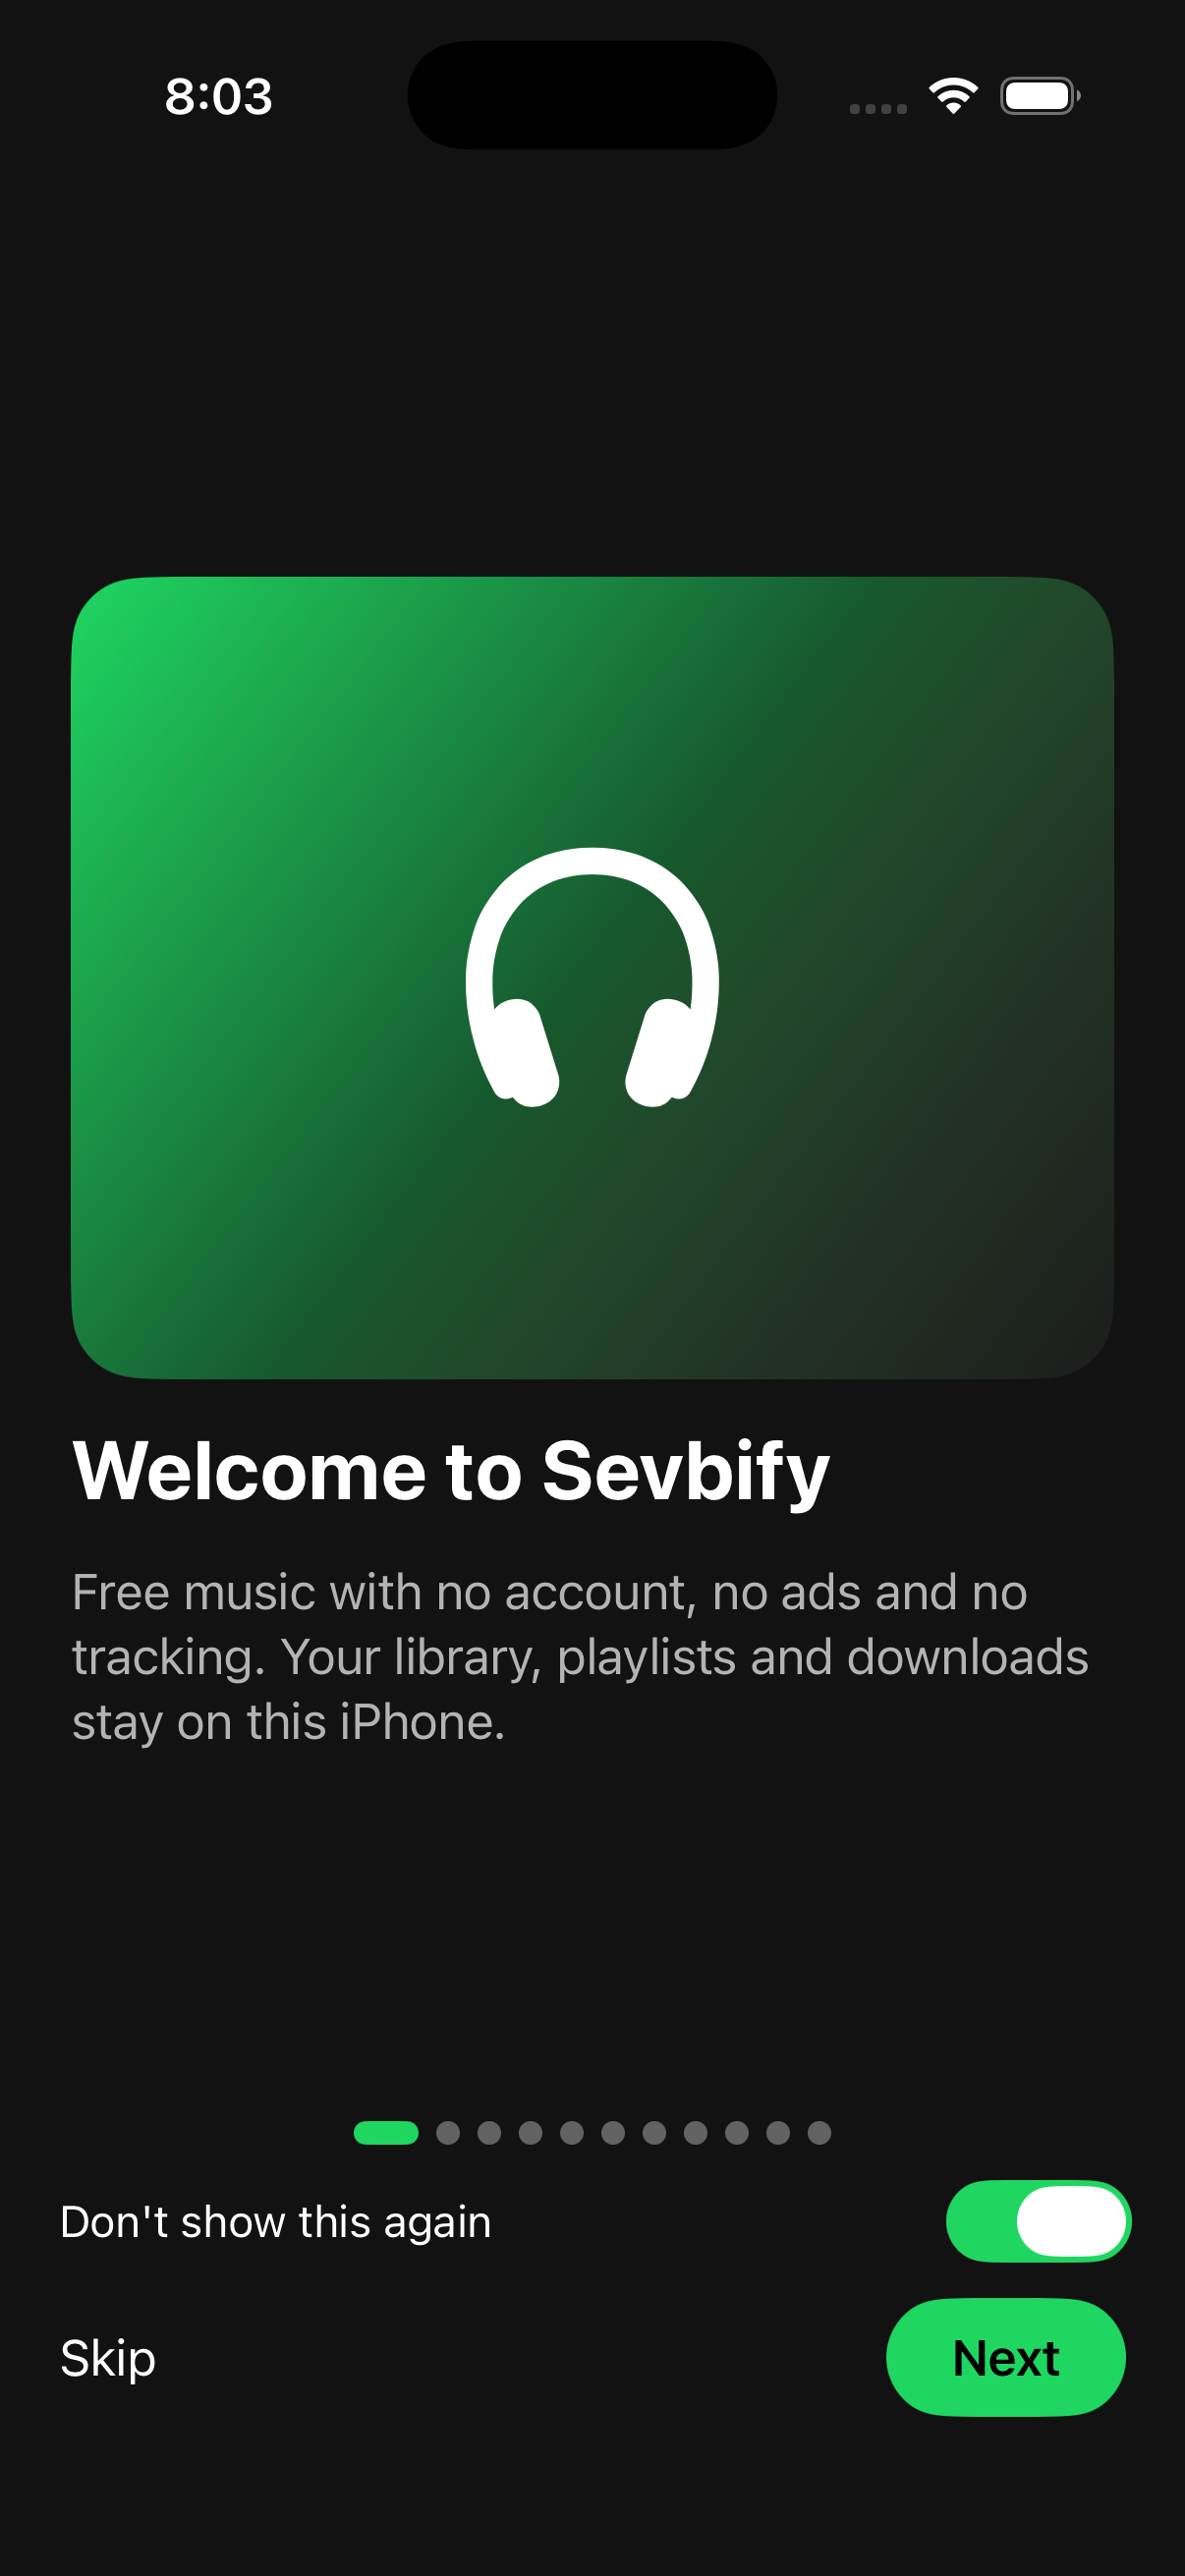 8:03
Welcome to Sevbify
Free music with no account, no ads and no
tracking. Your library, playlists and downloads
stay on this iPhone.
Don't show this again
Skip
Next